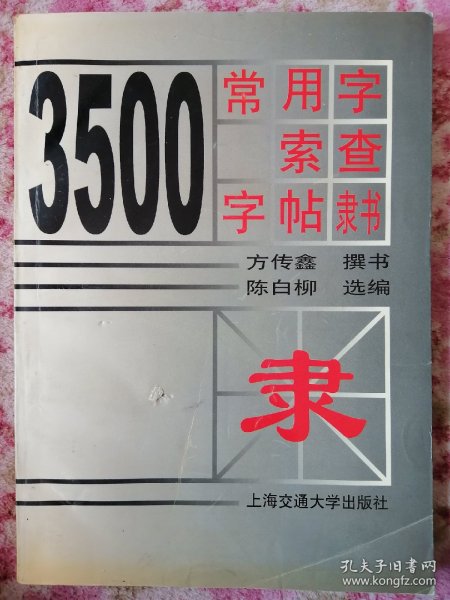 3500
常用字
索查
字帖隶书
方传鑫 撰书
陈白柳 选编
隶
上海交通大学出版社
孔夫子旧书网
www.kongfz.com